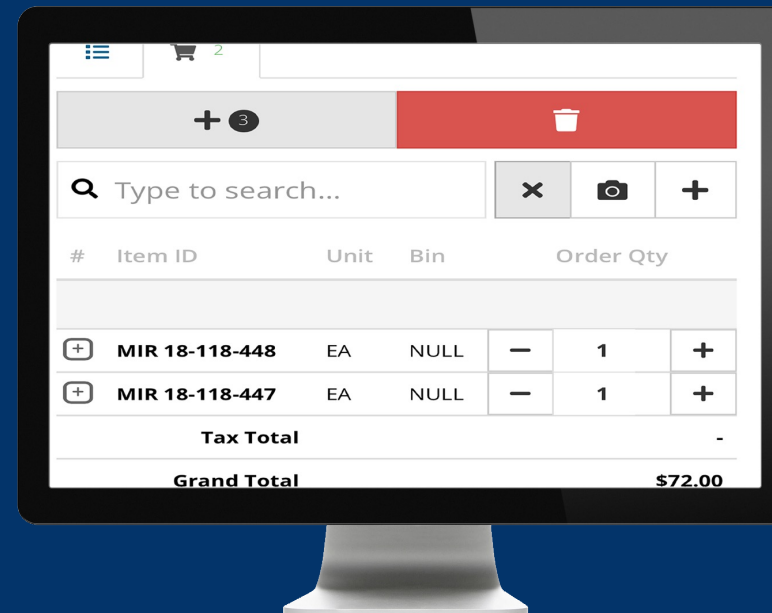 2
3
Type to search...
# Item ID Unit Bin Order Qty
MIR 18-118-448 EA NULL 1
MIR 18-118-447 EA NULL 1
Tax Total -
Grand Total $72.00